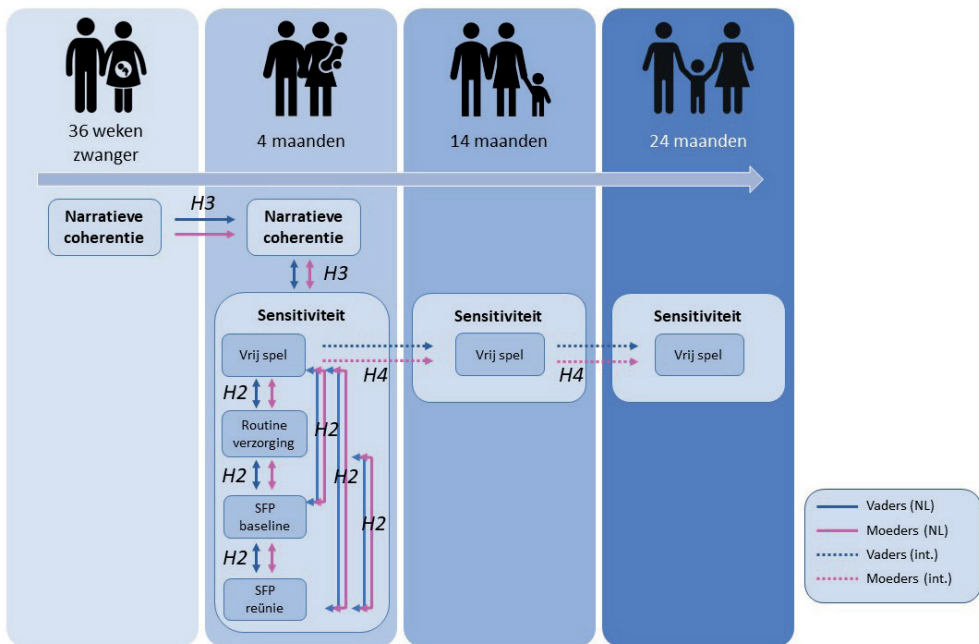 36 weken
zwanger
4 maanden
14 maanden
24 maanden
Narratieve
coherentie
H3
Narratieve
coherentie
H3
Sensitiviteit
Vrij spel
H2
Routine
verzorging
H2
SFP
baseline
H2
SFP
reünie
H2
H2
H2
H4
Sensitiviteit
Vrij spel
H4
Sensitiviteit
Vrij spel
Vaders (NL)
Moeders (NL)
Vaders (int.)
Moeders (int.)